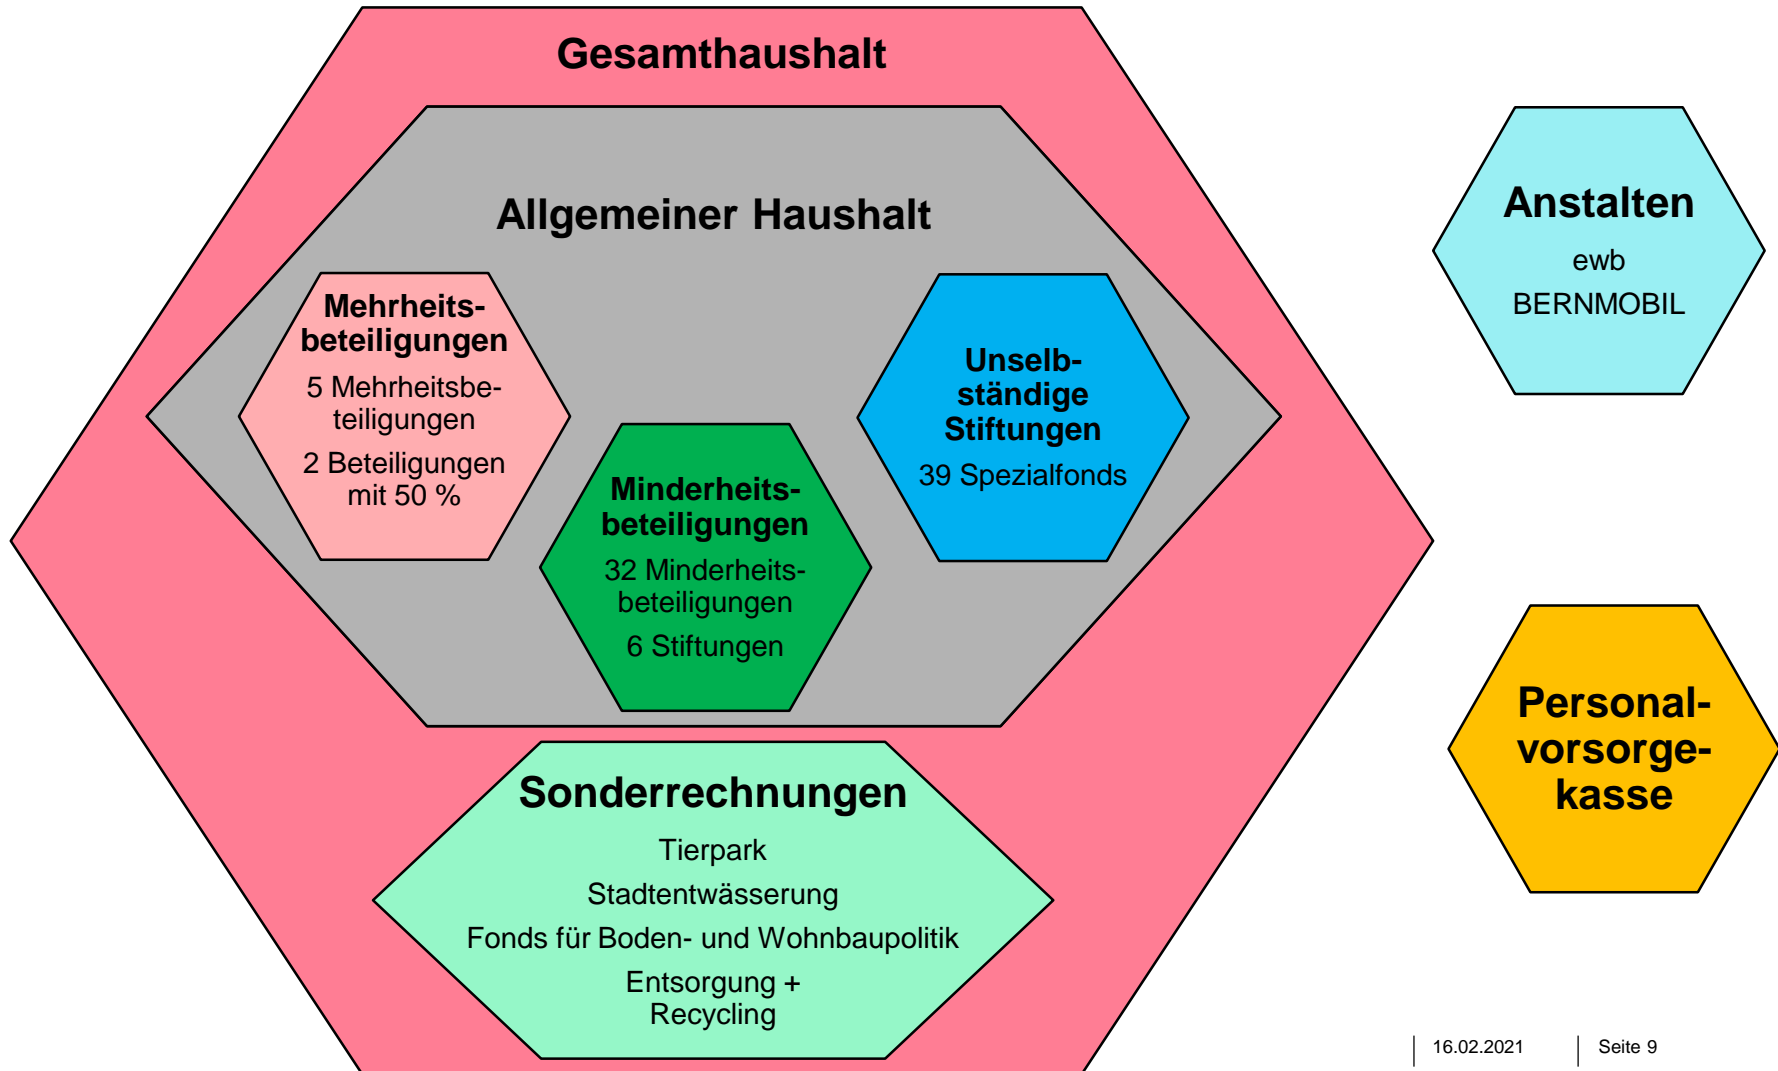 Gesamthaushalt
Allgemeiner Haushalt
Mehrheits-
beteiligungen
5 Mehrheitsbe-
teiligungen
2 Beteiligungen
mit 50 %
Minderheits-
beteiligungen
32 Minderheits-
beteiligungen
6 Stiftungen
Unselb-
ständige
Stiftungen
39 Spezialfonds
Sonderrechnungen
Tierpark
Stadtentwässerung
Fonds für Boden- und Wohnbaupolitik
Entsorgung +
Recycling
Anstalten
ewb
BERNMOBIL
Personal-
vorsorge-
kasse
16.02.2021
Seite 9